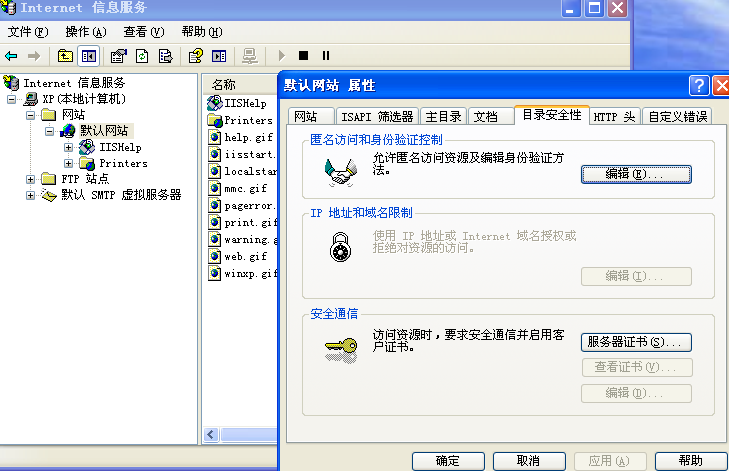 Internet 信息服务
文件(F) 操作(A) 查看(V) 帮助(H)
Internet 信息服务
XP(本地计算机)
网站
默认网站
IISHelp
Printers
FTP 站点
默认 SMTP 虚拟服务器
名称
IISHelp
Printers
help.gif
iisstart.
localstar
mmc.gif
pagerror.
print.gif
warning.g
web.gif
winxp.gif
默认网站 属性
网站 ISAPI 筛选器 主目录 文档 目录安全性 HTTP 头 自定义错误
匿名访问和身份验证控制
允许匿名访问资源及编辑身份验证方
法。
编辑(E)...
IP 地址和域名限制
使用 IP 地址或 Internet 域名授权或
拒绝对资源的访问。
编辑(I)...
安全通信
访问资源时，要求安全通信并启用客
户证书。
服务器证书(S)...
查看证书(V)...
编辑(D)...
确定 取消 应用(A) 帮助